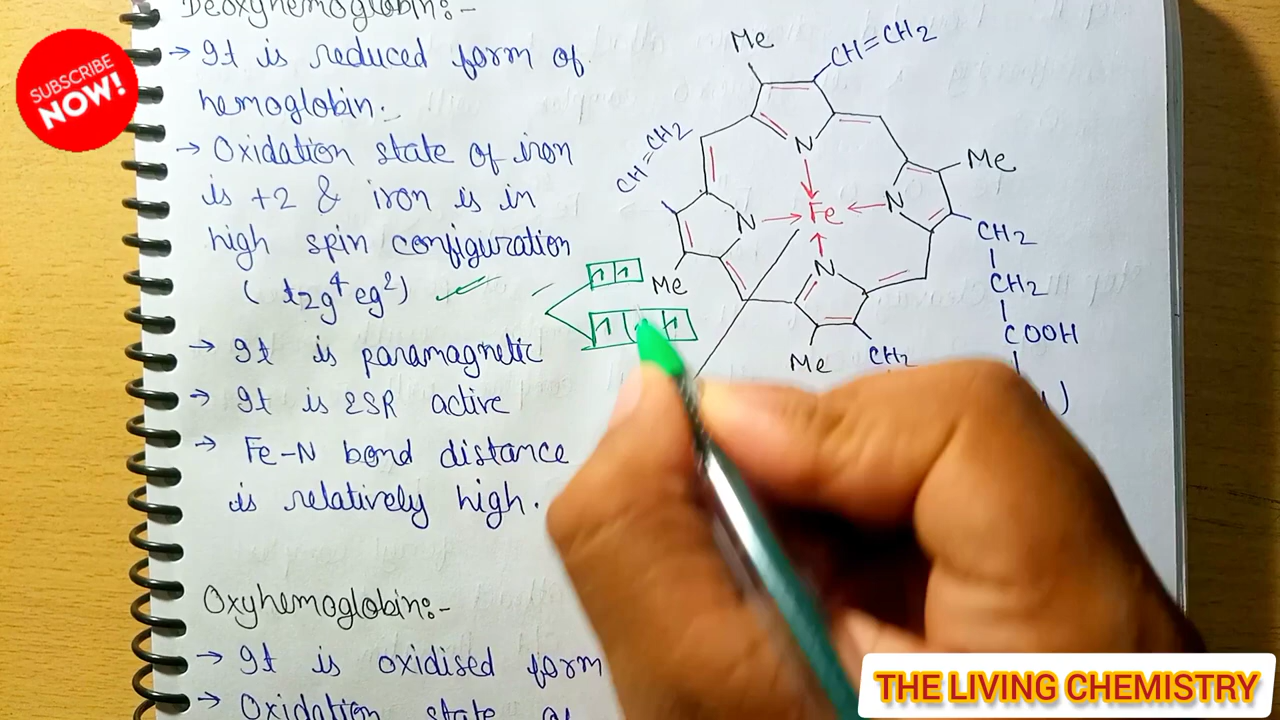 Deoxyhemoglobin:-
→ It is reduced form of
hemoglobin.
→ Oxidation state of iron
is +2 & iron is in
high spin configuration
( t2g⁴ eg²)
→ It is paramagnetic
→ It is ESR active
→ Fe-N bond distance
is relatively high.
Oxyhemoglobin:-
→ It is oxidised form
→ Oxidation state
Me
CH=CH2
CH=CH2
N
Me
N
Fe
N
CH2
Me
N
CH2
COOH
Me
CH2
SUBSCRIBE
NOW!
THE LIVING CHEMISTRY